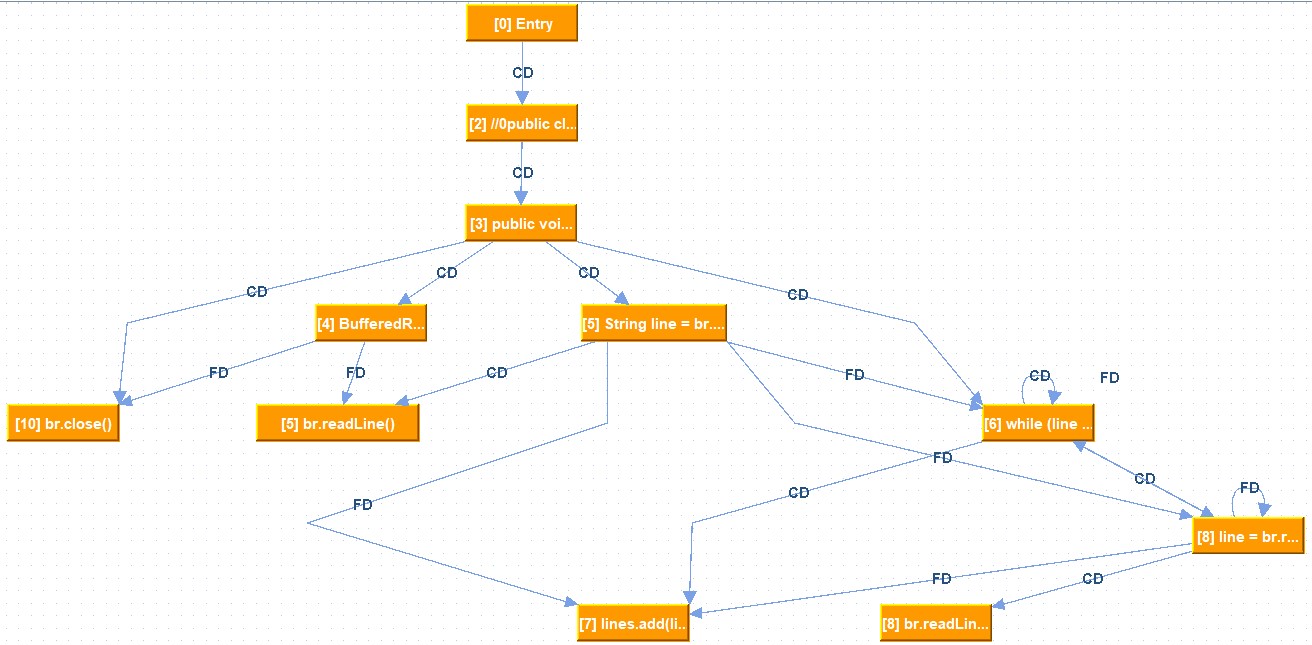 [0] Entry
CD
[2] //0public cl...
CD
[3] public voi...
CD
CD
CD
CD
[4] BufferedR...
[5] String line = br....
FD
FD
CD
FD
CD
FD
[10] br.close()
[5] br.readLine()
[6] while (line ...
FD
CD
CD
FD
FD
[8] line = br.r...
FD
CD
[7] lines.add(li..
[8] br.readLin...